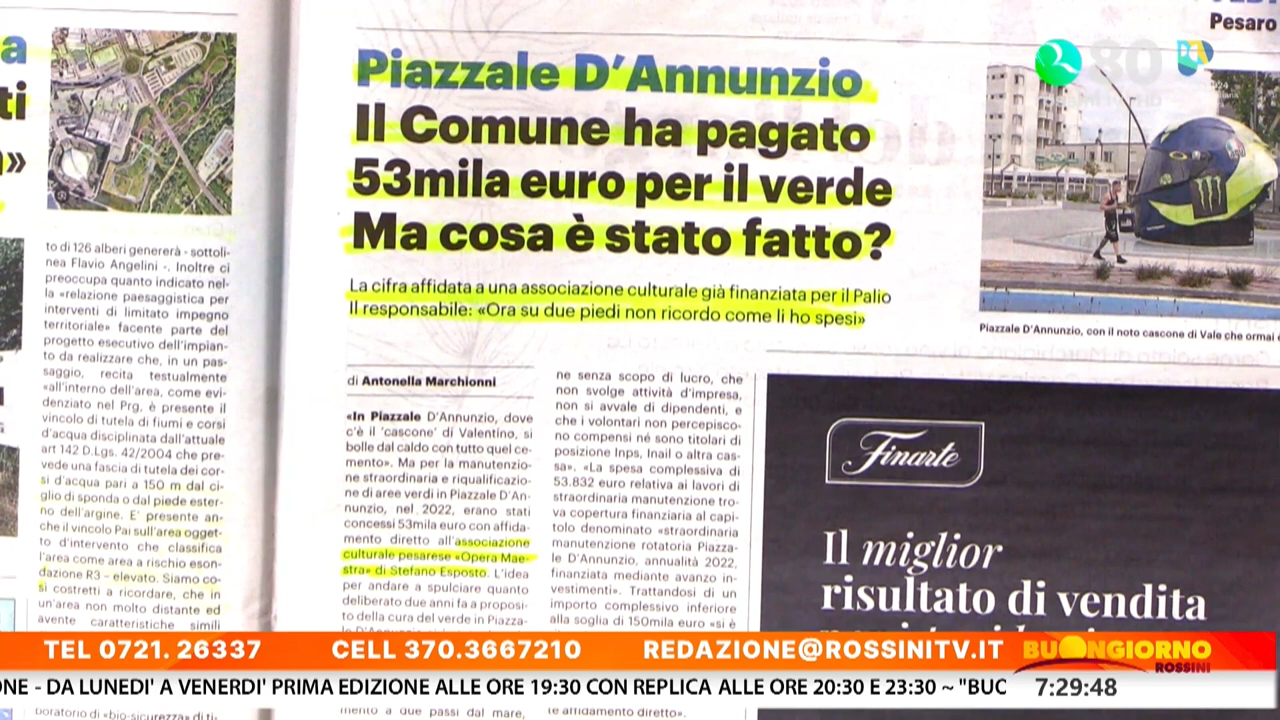 Pesaro
80
a
ti
»
to di 126 alberi genererà - sottoli-
nea Flavio Angelini -. Inoltre ci
preoccupa quanto indicato nel-
la «relazione paesaggistica per
interventi di limitato impegno
territoriale» facente parte del
progetto esecutivo dell'impian-
to da realizzare che, in un pas-
saggio, recita testualmente
«all'interno dell'area, come evi-
denziato nel Prg, è presente il
vincolo di tutela di fiumi e corsi
d'acqua disciplinata dall'attuale
art 142 D.Lgs. 42/2004 che pre-
vede una fascia di tutela dei cor-
si d'acqua pari a 150 m dal ci-
glio di sponda o dal piede ester-
no dell'argine. E' presente an-
che il vincolo Pai sull'area ogget-
to d'intervento che classifica
l'area come area a rischio eson-
dazione R3 – elevato. Siamo co-
sì costretti a ricordare, che in
un'area non molto distante ed
avente caratteristiche simili
boratorio di «bio-sicurezza» di ti-
Piazzale D'Annunzio
Il Comune ha pagato
53mila euro per il verde
Ma cosa è stato fatto?
La cifra affidata a una associazione culturale già finanziata per il Palio
Il responsabile: «Ora su due piedi non ricordo come li ho spesi»
Piazzale D'Annunzio, con il noto cascone di Vale che ormai è
di Antonella Marchionni
«In Piazzale D'Annunzio, dove
c'è il 'cascone' di Valentino, si
bolle dal caldo con tutto quel ce-
mento». Ma per la manutenzio-
ne straordinaria e riqualificazio-
ne di aree verdi in Piazzale D'An-
nunzio, nel 2022, erano stati
concessi 53mila euro con affida-
mento diretto all'associazione
culturale pesarese «Opera Mae-
stra» di Stefano Esposto. L'idea
per andare a spulciare quanto
deliberato due anni fa a proposi-
to della cura del verde in Piazza-
mento a due passi dal mare,
ne senza scopo di lucro, che
non svolge attività d'impresa,
non si avvale di dipendenti, e
che i volontari non percepisco-
no compensi né sono titolari di
posizione Inps, Inail o altra cas-
sa». «La spesa complessiva di
53.832 euro relativa ai lavori di
straordinaria manutenzione tro-
va copertura finanziaria al capi-
tolo denominato «straordinaria
manutenzione rotatoria Piazza-
le D'Annunzio, annualità 2022,
finanziata mediante avanzo in-
vestimenti». Trattandosi di un
importo complessivo inferiore
alla soglia di 150mila euro «si è
te affidamento diretto».
Finarte
Il miglior
risultato di vendita
TEL 0721. 26337 CELL 370.3667210 REDAZIONE@ROSSINITV.IT BUONGIORNO
ROSSINI
ONE - DA LUNEDI' A VENERDI' PRIMA EDIZIONE ALLE ORE 19:30 CON REPLICA ALLE ORE 20:30 E 23:30 ~ "BUC 7:29:48